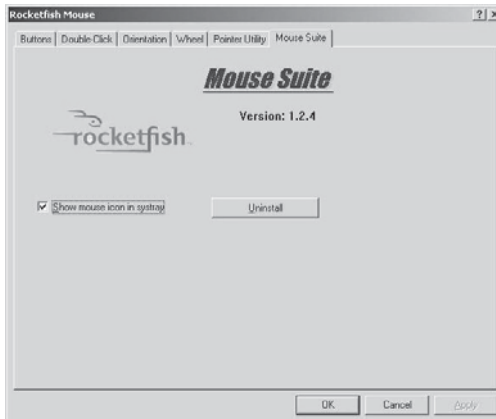 Rocketfish Mouse
Buttons Double-Click Orientation Wheel Pointer Utility Mouse Suite
Mouse Suite
Version: 1.2.4
rocketfish
Show mouse icon in systray
Uninstall
OK Cancel Apply